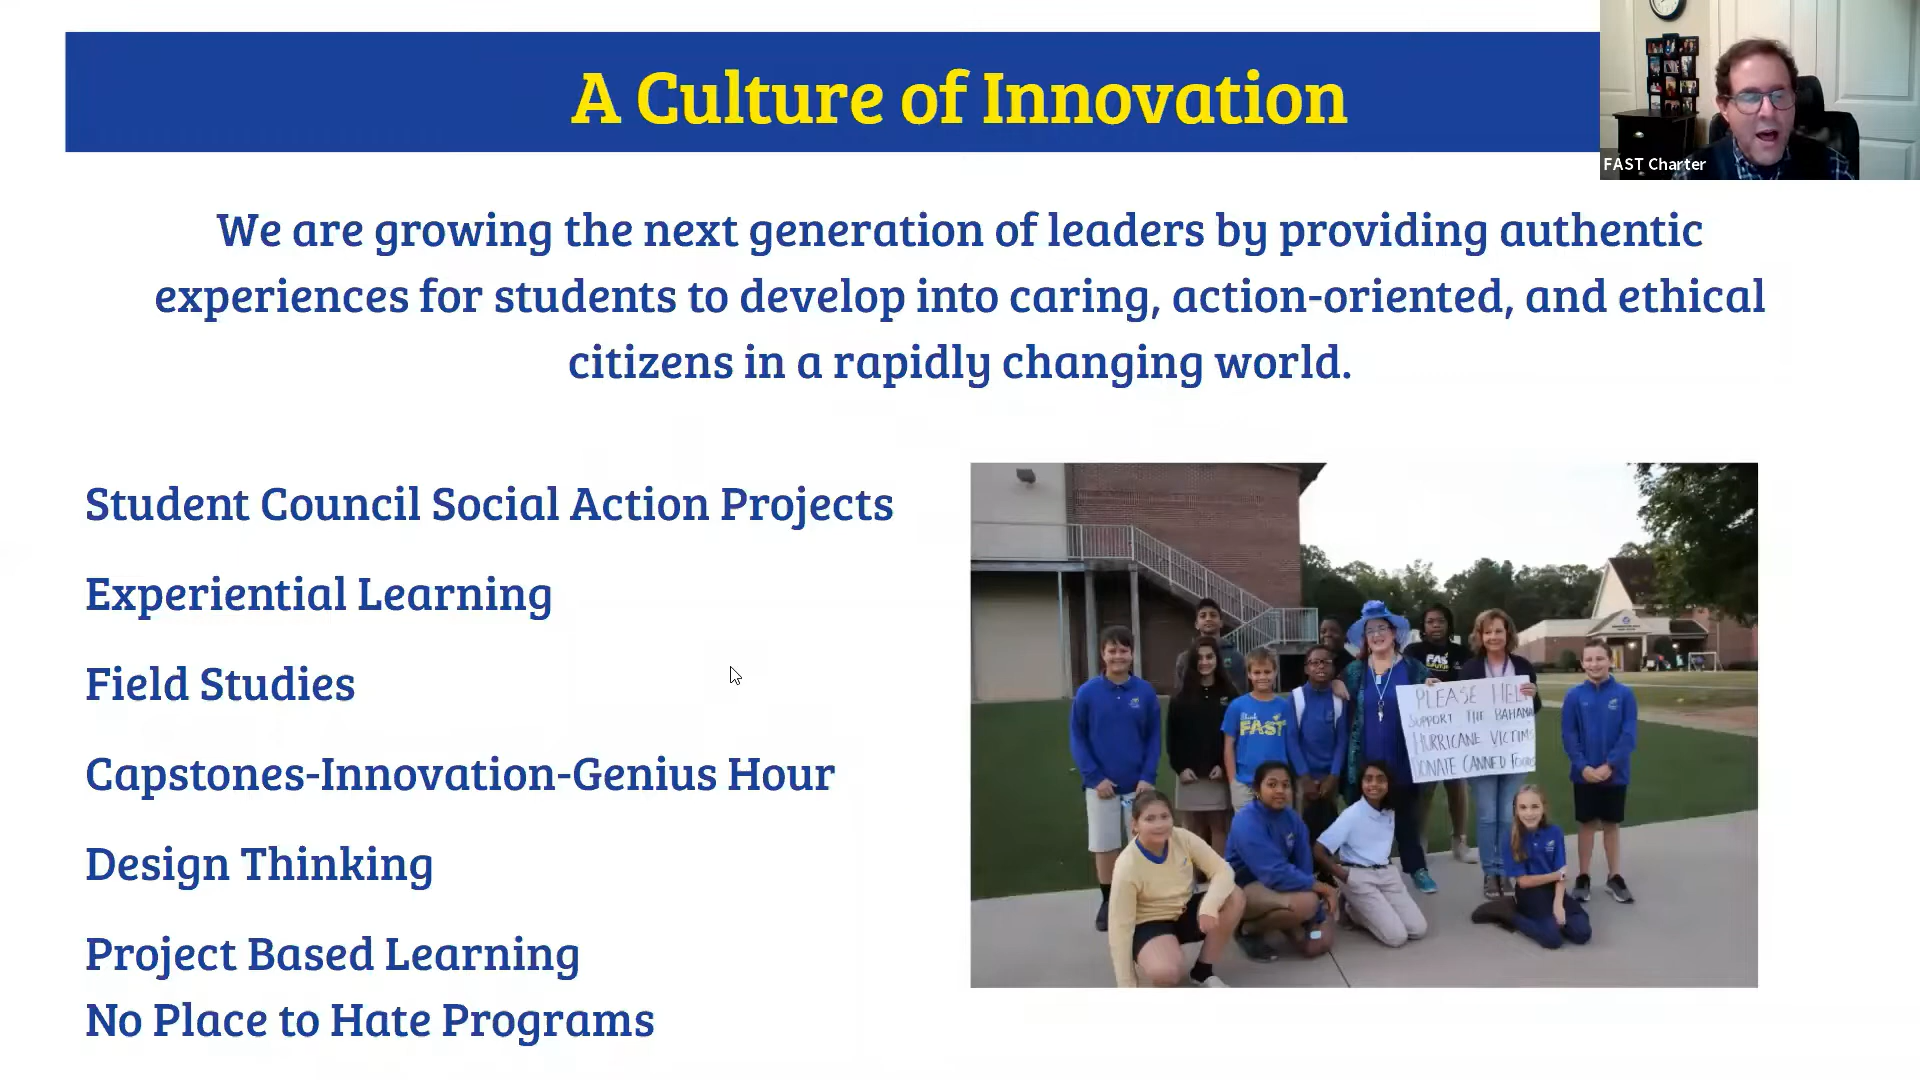 A Culture of Innovation
FAST Charter
We are growing the next generation of leaders by providing authentic
experiences for students to develop into caring, action-oriented, and ethical
citizens in a rapidly changing world.
Student Council Social Action Projects
Experiential Learning
Field Studies
Capstones-Innovation-Genius Hour
Design Thinking
Project Based Learning
No Place to Hate Programs
FAST
PLEASE HELP
SUPPORT THE BAHAMA
HURRICANE VICTIMS
DONATE CANNED FOODS